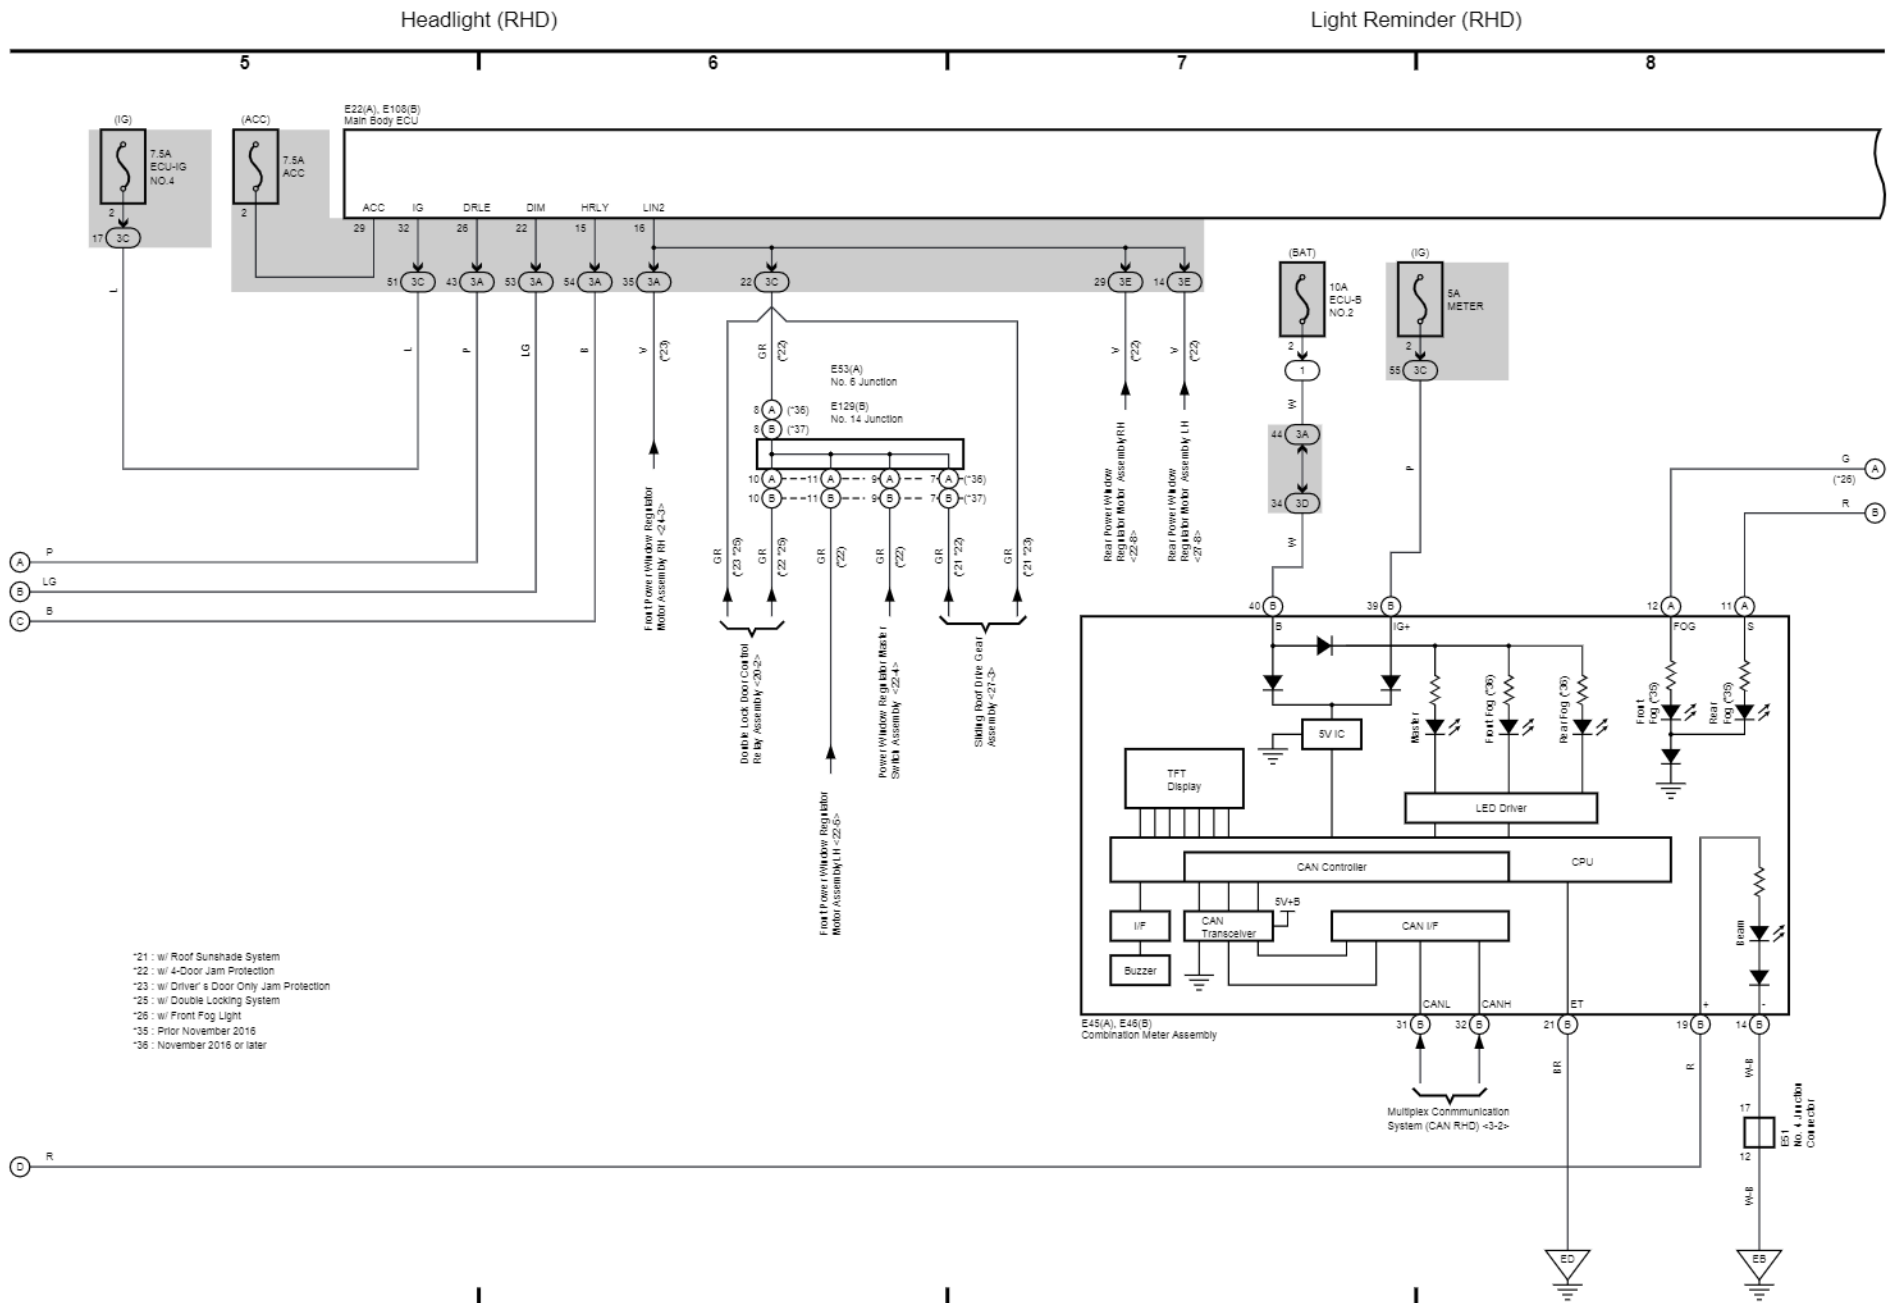 Headlight (RHD)
Light Reminder (RHD)
5
6
7
8
E22(A), E108(B)
Main Body ECU
(IG)
7.5A
ECU-IG
NO.4
2
17
3C
(ACC)
7.5A
ACC
2
ACC
IG
DRLE
DIM
HRLY
LIN2
29
32
26
22
15
16
51
3C
43
3A
53
3A
54
3A
35
3A
22
3C
29
3E
14
3E
(BAT)
10A
ECU-B
NO.2
2
1
(IG)
5A
METER
2
55
3C
L
L
P
LG
B
V
(*23)
GR
(*22)
V
(*22)
V
(*22)
E53(A)
No. 6 Junction
E129(B)
No. 14 Junction
8 A (*36)
8 B (*37)
10 A
11 A
9 A
7 A (*36)
10 B
11 B
9 B
7 B (*37)
W
44
3A
34
3D
W
P
G
(*26)
A
R
B
A
P
B
LG
C
B
GR
(*23 *25)
GR
(*22 *25)
GR
(*22)
GR
(*22)
GR
(*21 *22)
GR
(*21 *23)
Front Power Window Regulator
Motor Assembly RH <24-3>
Double Lock Door Control
Relay Assembly <20-2>
Front Power Window Regulator
Motor Assembly LH <22-6>
Power Window Regulator Master
Switch Assembly <22-4>
Sliding Roof Drive Gear
Assembly <27-3>
Rear Power Window
Regulator Motor Assembly RH
<22-8>
Rear Power Window
Regulator Motor Assembly LH
<27-8>
40 B
39 B
12 A
11 A
B
IG+
FOG
S
Master
Front Fog (*36)
Rear Fog (*36)
Front
Fog (*35)
Rear
Fog (*35)
5V IC
TFT
Display
LED Driver
CPU
CAN Controller
I/F
CAN
Transceiver
5V+B
CAN I/F
Buzzer
Beam
CANL
CANH
ET
+
-
E45(A), E46(B)
Combination Meter Assembly
31 B
32 B
21 B
19 B
14 B
BR
R
W-B
Multiplex Conmmunication
System (CAN RHD) <3-2>
17
E51
No. 4 Junction
Connector
12
W-B
*21 : w/ Roof Sunshade System
*22 : w/ 4-Door Jam Protection
*23 : w/ Driver' s Door Only Jam Protection
*25 : w/ Double Locking System
*26 : w/ Front Fog Light
*35 : Prior November 2016
*36 : November 2016 or later
D
R
ED
EB